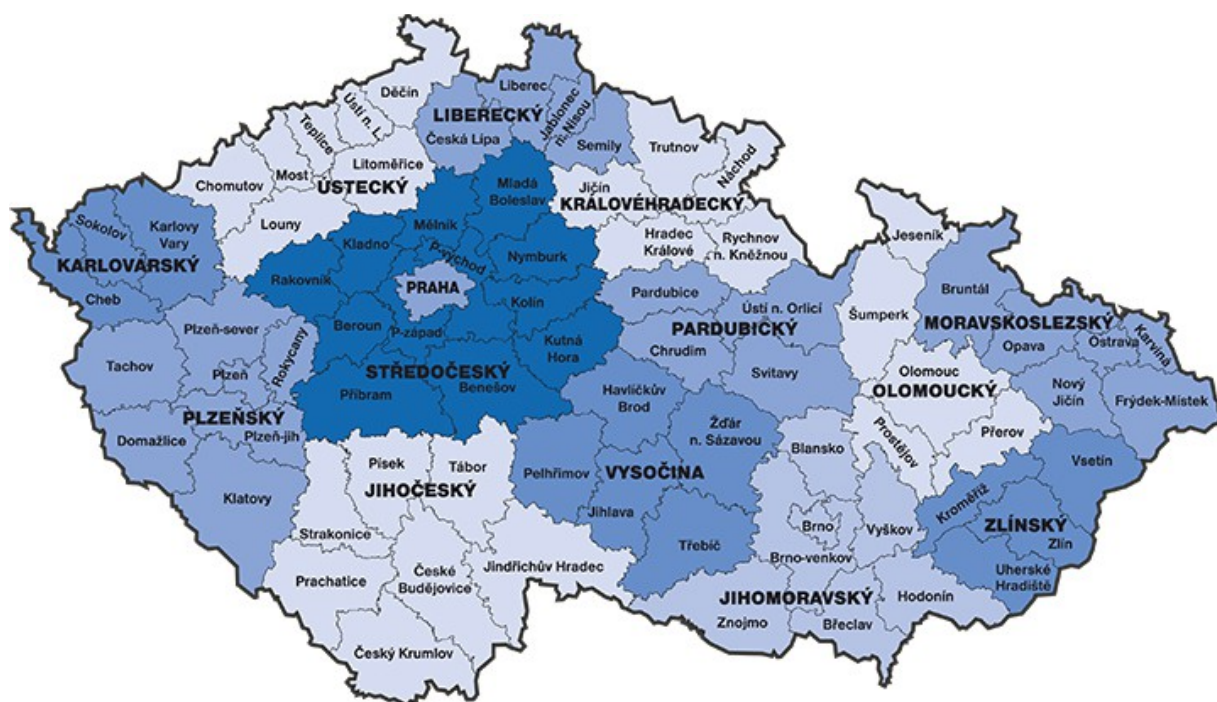 Děčín
Ústí n. L.
Teplice
Most
Litoměřice
Chomutov
ÚSTECKÝ
Louny
Liberec
LIBERECKÝ
Jablonec
n. Nisou
Česká Lípa
Semily
Trutnov
Náchod
Jičín
KRÁLOVÉHRADECKÝ
Hradec
Králové
Rychnov
n. Kněžnou
Sokolov
Karlovy
Vary
KARLOVARSKÝ
Cheb
Mladá
Boleslav
Mělník
Kladno
P-východ
Nymburk
Rakovník
PRAHA
Kolín
Beroun
P-západ
Kutná
Hora
STŘEDOČESKÝ
Benešov
Příbram
Plzeň-sever
Rokycany
Tachov
Plzeň
PLZEŇSKÝ
Domažlice
Plzeň-jih
Klatovy
Pardubice
Ústí n. Orlicí
PARDUBICKÝ
Chrudim
Svitavy
Jeseník
Šumperk
Olomouc
OLOMOUCKÝ
Prostějov
Přerov
Bruntál
MORAVSKOSLEZSKÝ
Opava
Ostrava
Karviná
Nový
Jičín
Frýdek-Místek
Havlíčkův
Brod
Žďár
n. Sázavou
Pelhřimov
VYSOČINA
Jihlava
Třebíč
Písek
Tábor
JIHOČESKÝ
Strakonice
Prachatice
České
Budějovice
Jindřichův Hradec
Český Krumlov
Blansko
Brno
Vyškov
Brno-venkov
JIHOMORAVSKÝ
Hodonín
Znojmo
Břeclav
Vsetín
Kroměříž
ZLÍNSKÝ
Zlín
Uherské
Hradiště